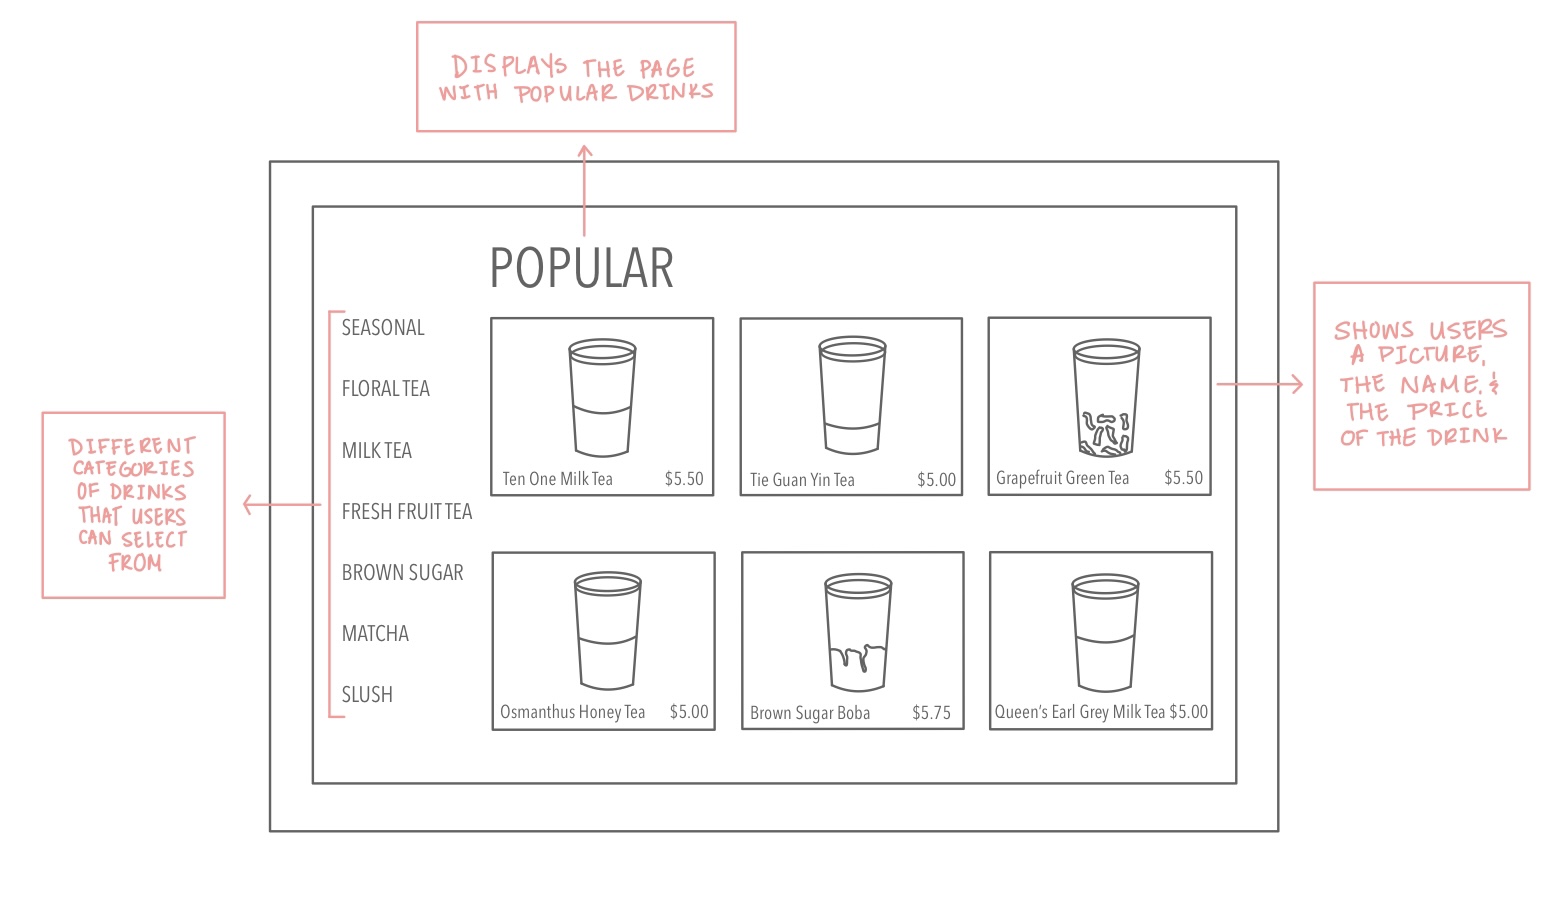 DISPLAYS THE PAGE
WITH POPULAR DRINKS
POPULAR
SEASONAL
FLORAL TEA
MILK TEA
FRESH FRUIT TEA
BROWN SUGAR
MATCHA
SLUSH
Ten One Milk Tea $5.50
Tie Guan Yin Tea $5.00
Grapefruit Green Tea $5.50
Osmanthus Honey Tea $5.00
Brown Sugar Boba $5.75
Queen's Earl Grey Milk Tea $5.00
DIFFERENT
CATEGORIES
OF DRINKS
THAT USERS
CAN SELECT
FROM
SHOWS USERS
A PICTURE,
THE NAME, &
THE PRICE
OF THE DRINK